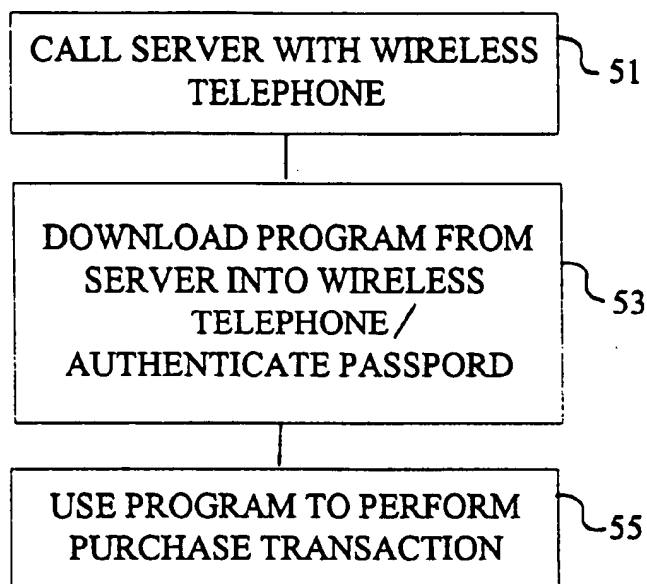 CALL SERVER WITH WIRELESS
TELEPHONE
51
DOWNLOAD PROGRAM FROM
SERVER INTO WIRELESS
TELEPHONE/
AUTHENTICATE PASSPORD
53
USE PROGRAM TO PERFORM
PURCHASE TRANSACTION
55